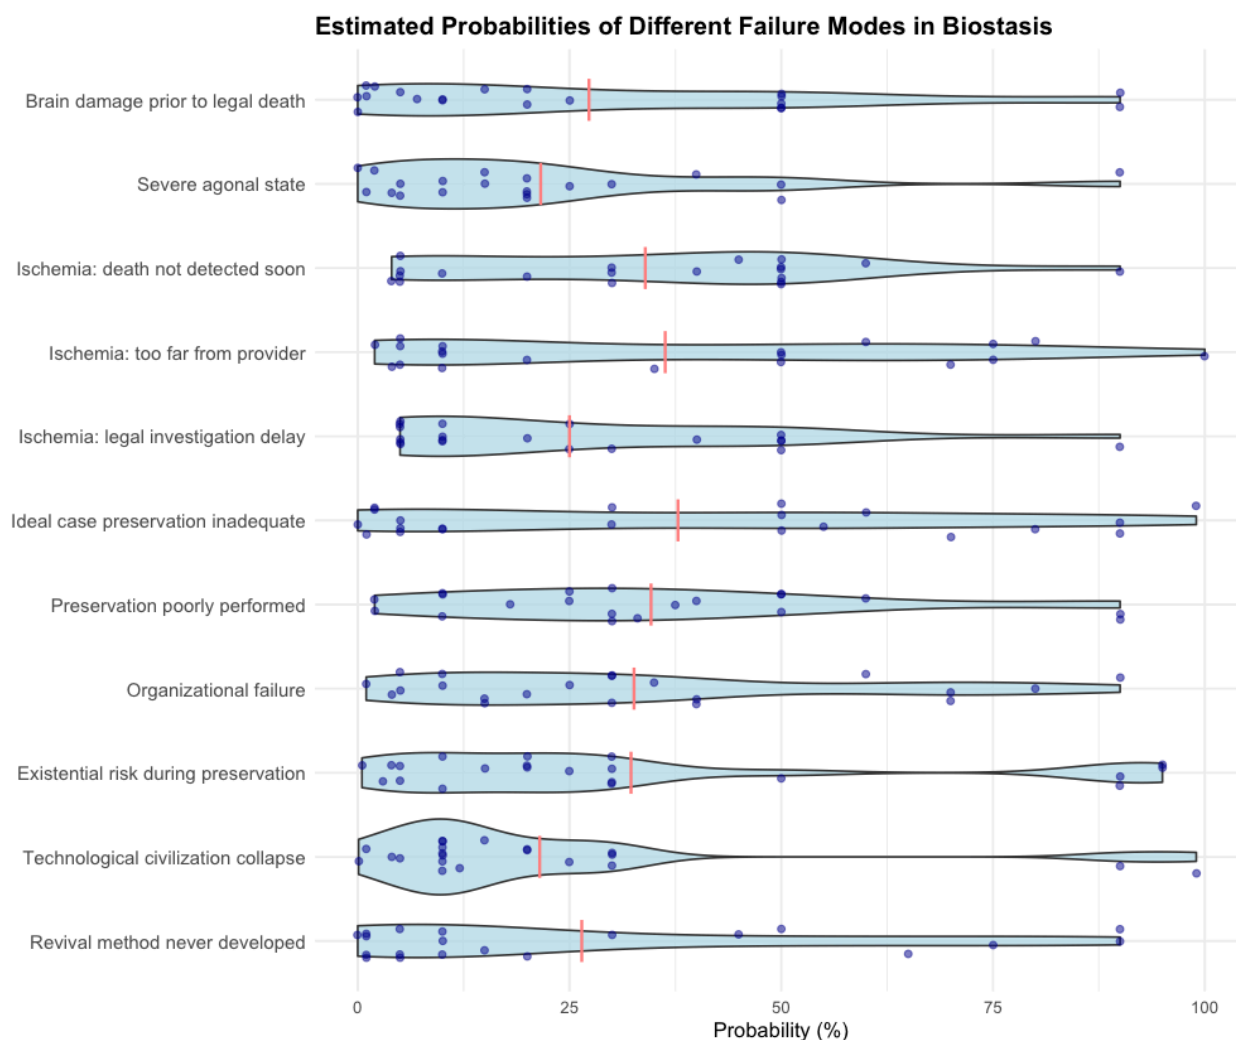 Estimated Probabilities of Different Failure Modes in Biostasis
Brain damage prior to legal death
Severe agonal state
Ischemia: death not detected soon
Ischemia: too far from provider
Ischemia: legal investigation delay
Ideal case preservation inadequate
Preservation poorly performed
Organizational failure
Existential risk during preservation
Technological civilization collapse
Revival method never developed
0 25 50 75 100
Probability (%)